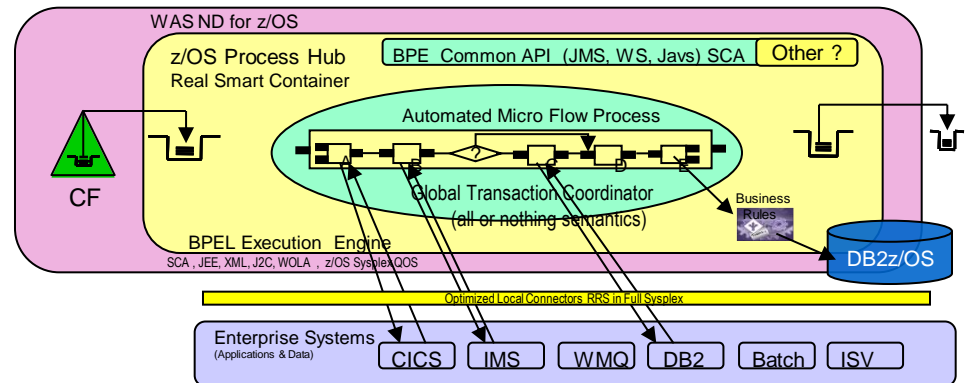 WAS ND for z/OS
z/OS Process Hub
Real Smart Container
BPE Common API (JMS, WS, Javs) SCA
Other ?
Automated Micro Flow Process
A
B
?
C
D
E
CF
Global Transaction Coordinator
(all or nothing semantics)
Business
Rules
BPEL Execution Engine
SCA , JEE, XML, J2C, WOLA , z/OS SysplexQOS
DB2z/OS
Optimized Local Connectors RRS in Full Sysplex
Enterprise Systems
(Applications & Data)
CICS
IMS
WMQ
DB2
Batch
ISV